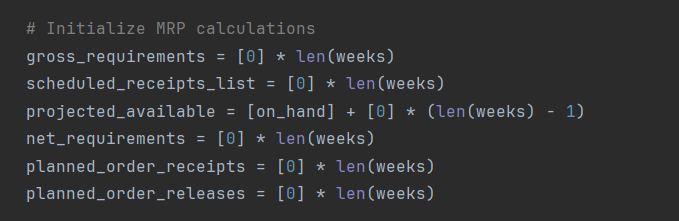 # Initialize MRP calculations
gross_requirements = [0] * len(weeks)
scheduled_receipts_list = [0] * len(weeks)
projected_available = [on_hand] + [0] * (len(weeks) - 1)
net_requirements = [0] * len(weeks)
planned_order_receipts = [0] * len(weeks)
planned_order_releases = [0] * len(weeks)